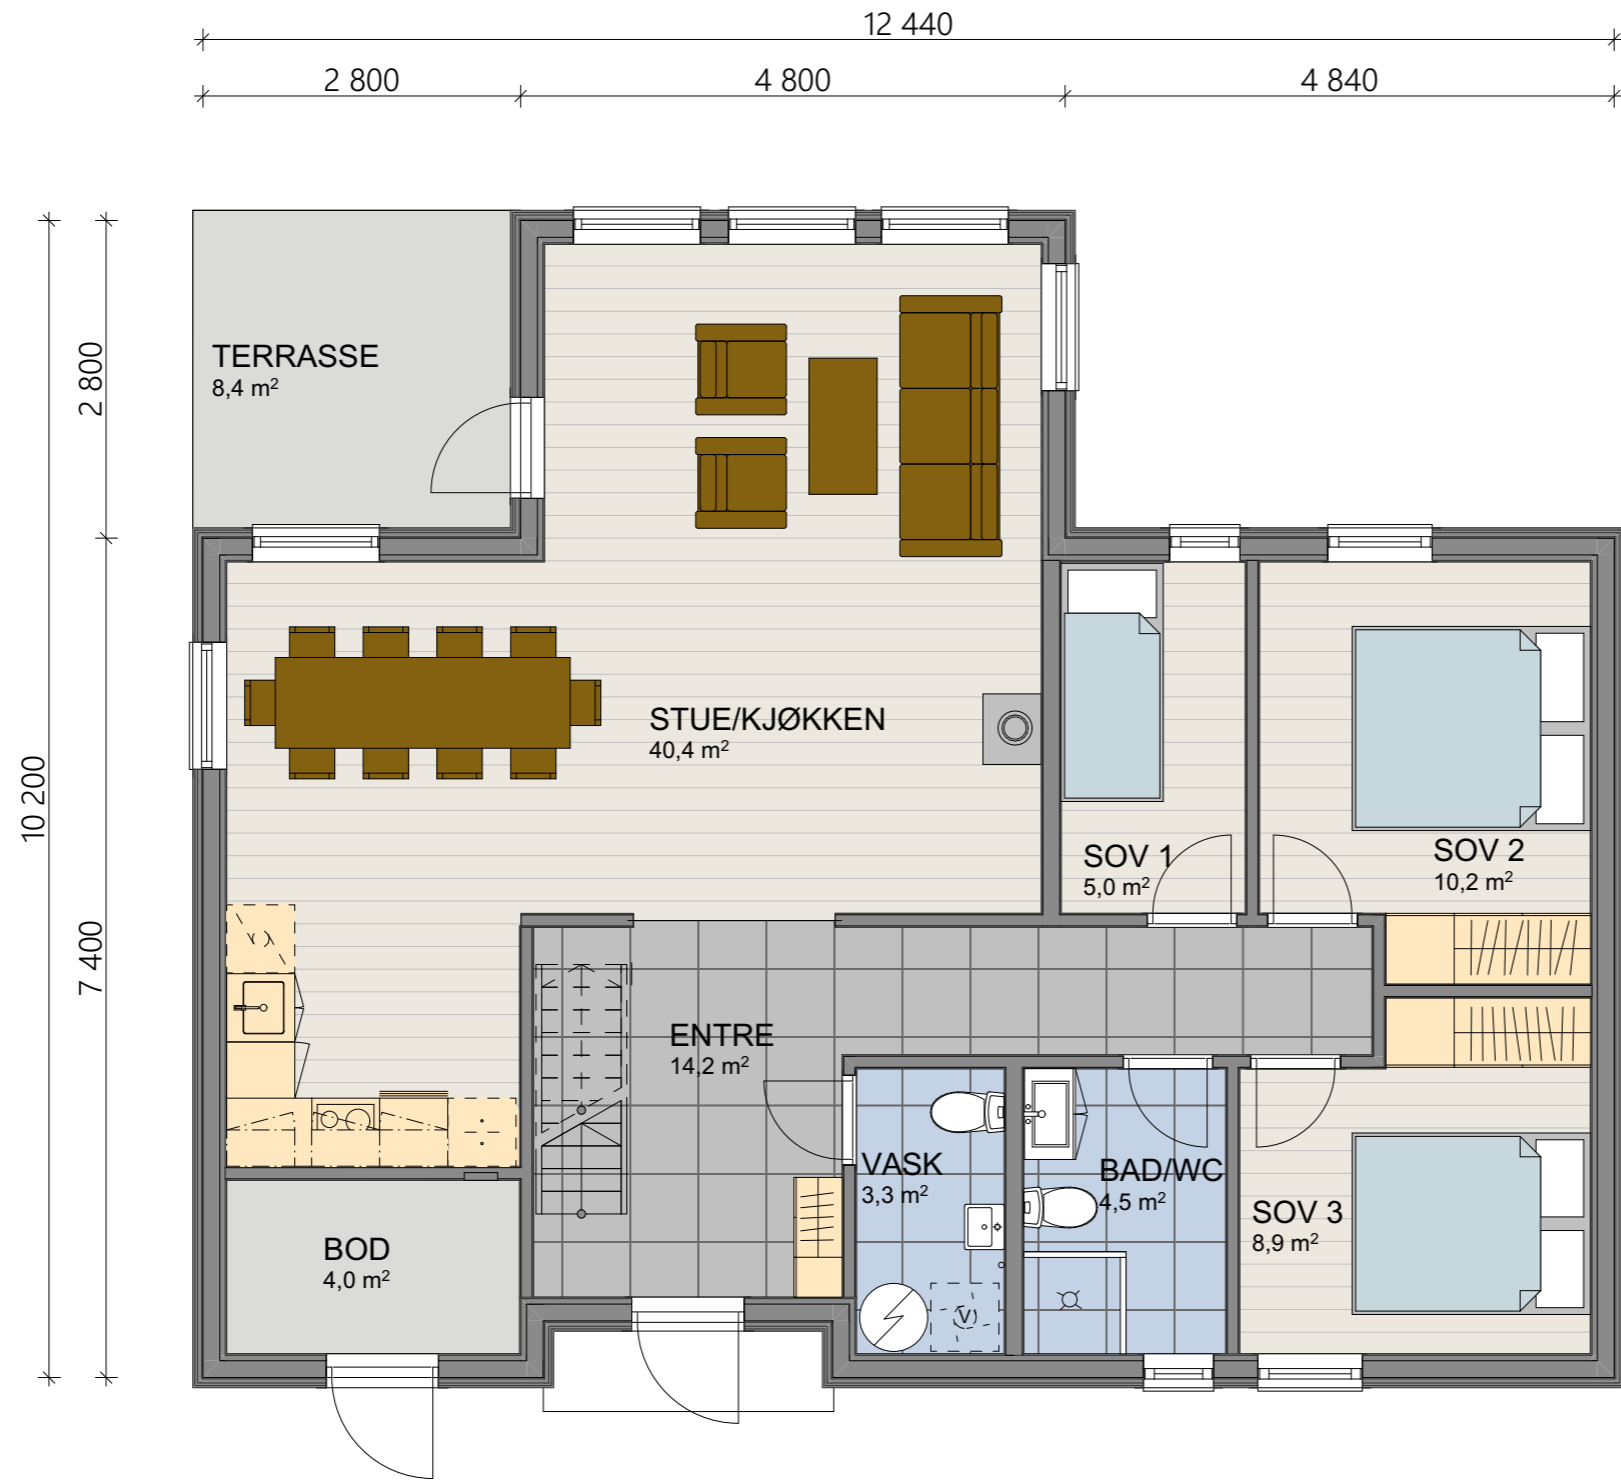 12 440
2 800
4 800
4 840
10 200
2 800
7 400
TERRASSE
8,4 m²
STUE/KJØKKEN
40,4 m²
SOV 1
5,0 m²
SOV 2
10,2 m²
ENTRE
14,2 m²
VASK
3,3 m²
BAD/WC
4,5 m²
SOV 3
8,9 m²
BOD
4,0 m²
V